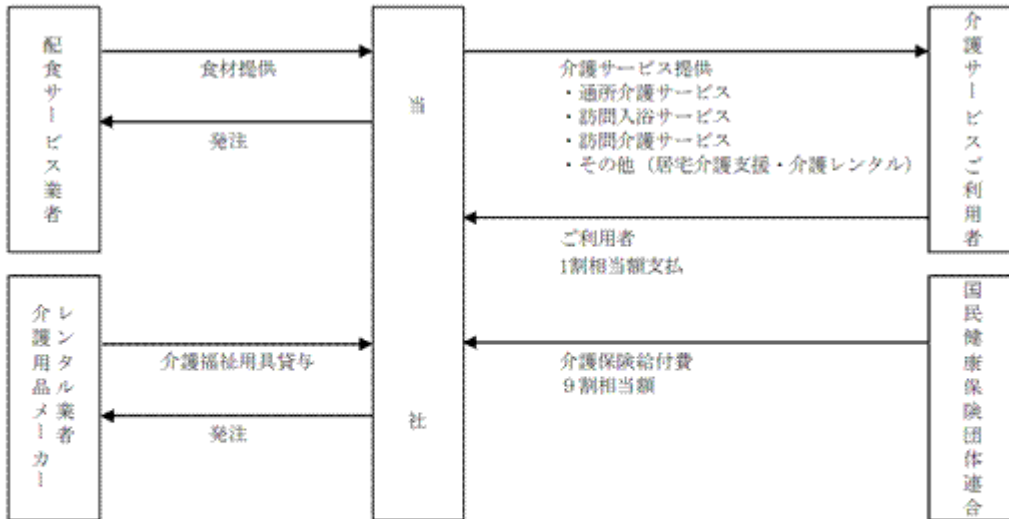 配食サービス業者
食材提供
発注
当社
介護サービス提供
・通所介護サービス
・訪問入浴サービス
・訪問介護サービス
・その他（居宅介護支援・介護レンタル）
介護サービスご利用者
ご利用者
1割相当額支払
レンタル業者
介護用品メーカー
介護福祉用具貸与
発注
介護保険給付費
９割相当額
国民健康保険団体連合